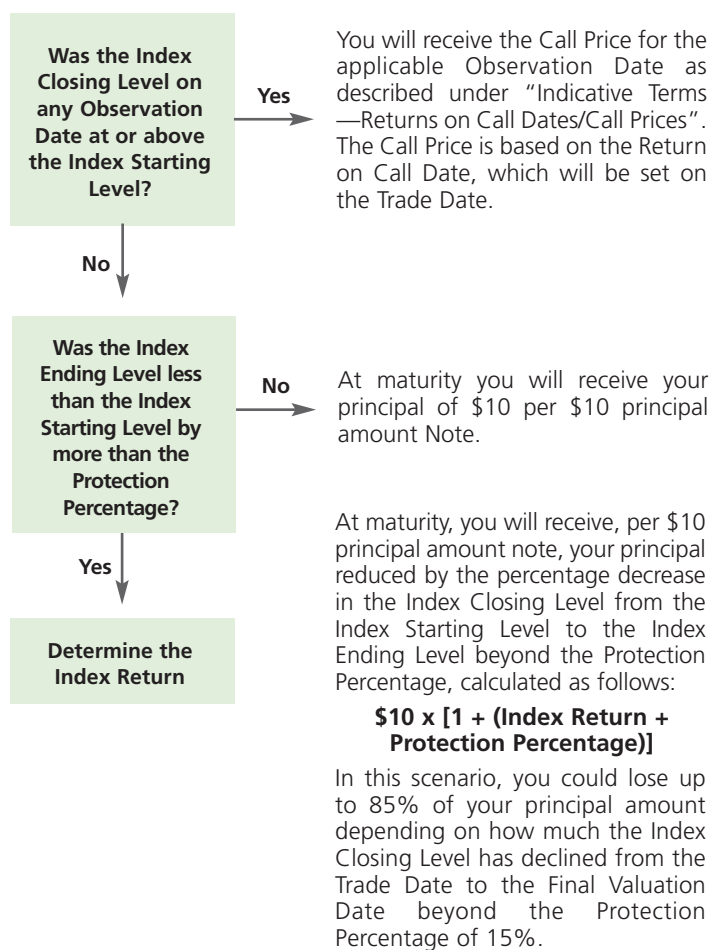 Was the Index
Closing Level on
any Observation
Date at or above
the Index Starting
Level?
Yes
You will receive the Call Price for the
applicable Observation Date as
described under “Indicative Terms
—Returns on Call Dates/Call Prices”.
The Call Price is based on the Return
on Call Date, which will be set on
the Trade Date.
No
Was the Index
Ending Level less
than the Index
Starting Level by
more than the
Protection
Percentage?
No
At maturity you will receive your
principal of $10 per $10 principal
amount Note.
Yes
Determine the
Index Return
At maturity, you will receive, per $10
principal amount note, your principal
reduced by the percentage decrease
in the Index Closing Level from the
Index Starting Level to the Index
Ending Level beyond the Protection
Percentage, calculated as follows:
$10 x [1 + (Index Return +
Protection Percentage)]
In this scenario, you could lose up
to 85% of your principal amount
depending on how much the Index
Closing Level has declined from the
Trade Date to the Final Valuation
Date beyond the Protection
Percentage of 15%.